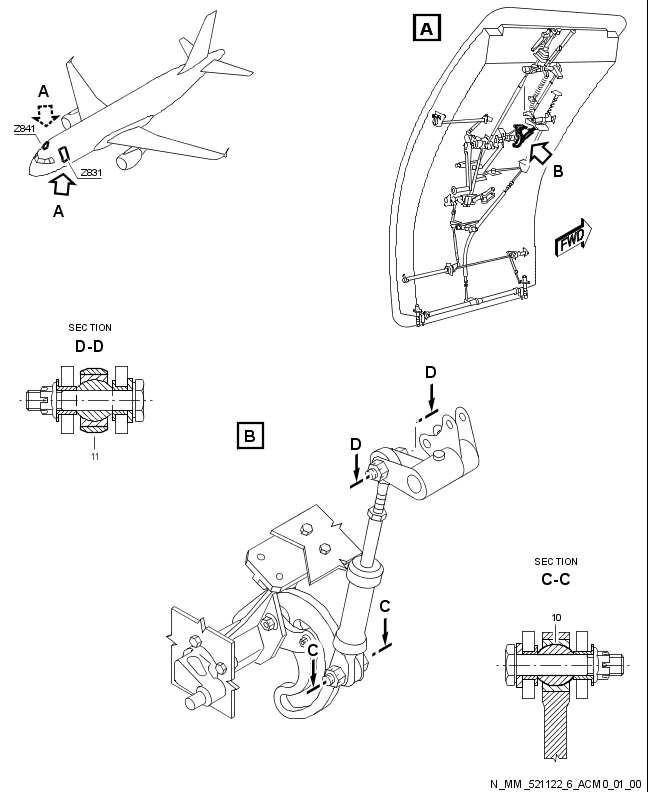 A
A
Z841
Z831
A
B
FWD
SECTION
D-D
11
B
D
D
C
C
SECTION
C-C
10
N_MM_521122_6_ACM0_01_00